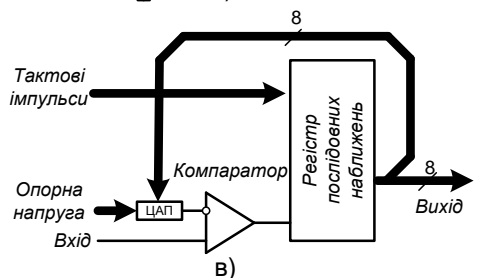 8
Тактові
імпульси
Регістр
послідовних
наближень
Компаратор
8
Опорна
напруга
ЦАП
Вихід
Вхід
в)